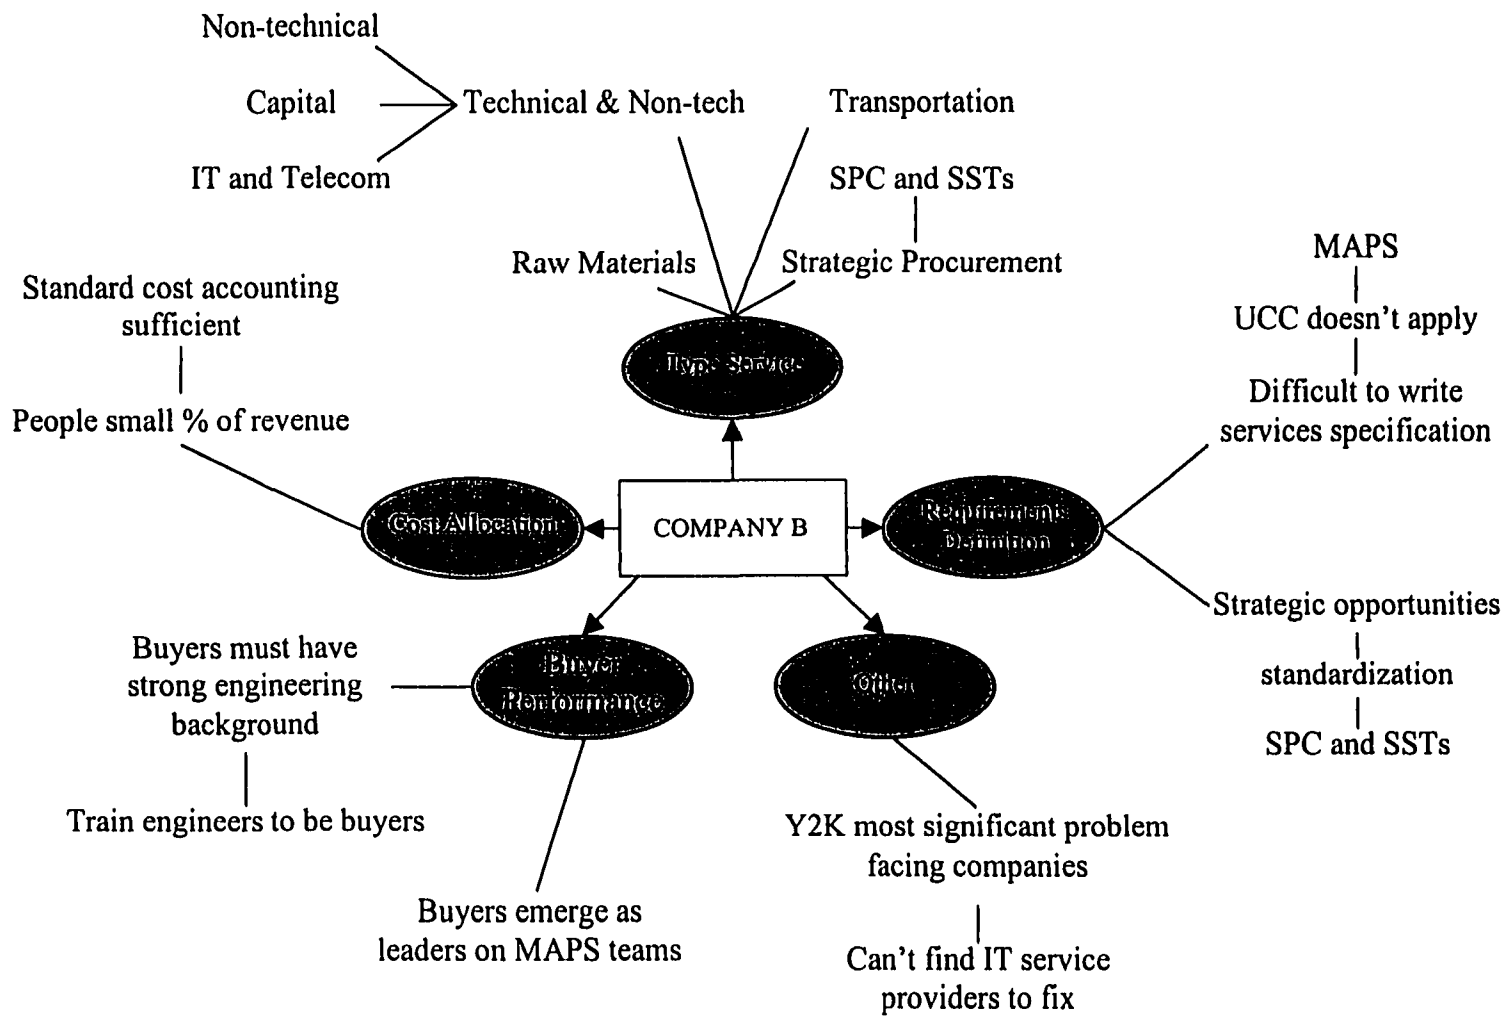 Non-technical
Capital
Technical & Non-tech
Transportation
IT and Telecom
SPC and SSTs
Raw Materials
Strategic Procurement
MAPS
UCC doesn't apply
Difficult to write
services specification
Standard cost accounting
sufficient
People small % of revenue
Type Service
Cost Allocation
COMPANY B
Requirement
Definition
Strategic opportunities
standardization
SPC and SSTs
Buyer
Performance
Other
Buyers must have
strong engineering
background
Train engineers to be buyers
Buyers emerge as
leaders on MAPS teams
Y2K most significant problem
facing companies
Can't find IT service
providers to fix